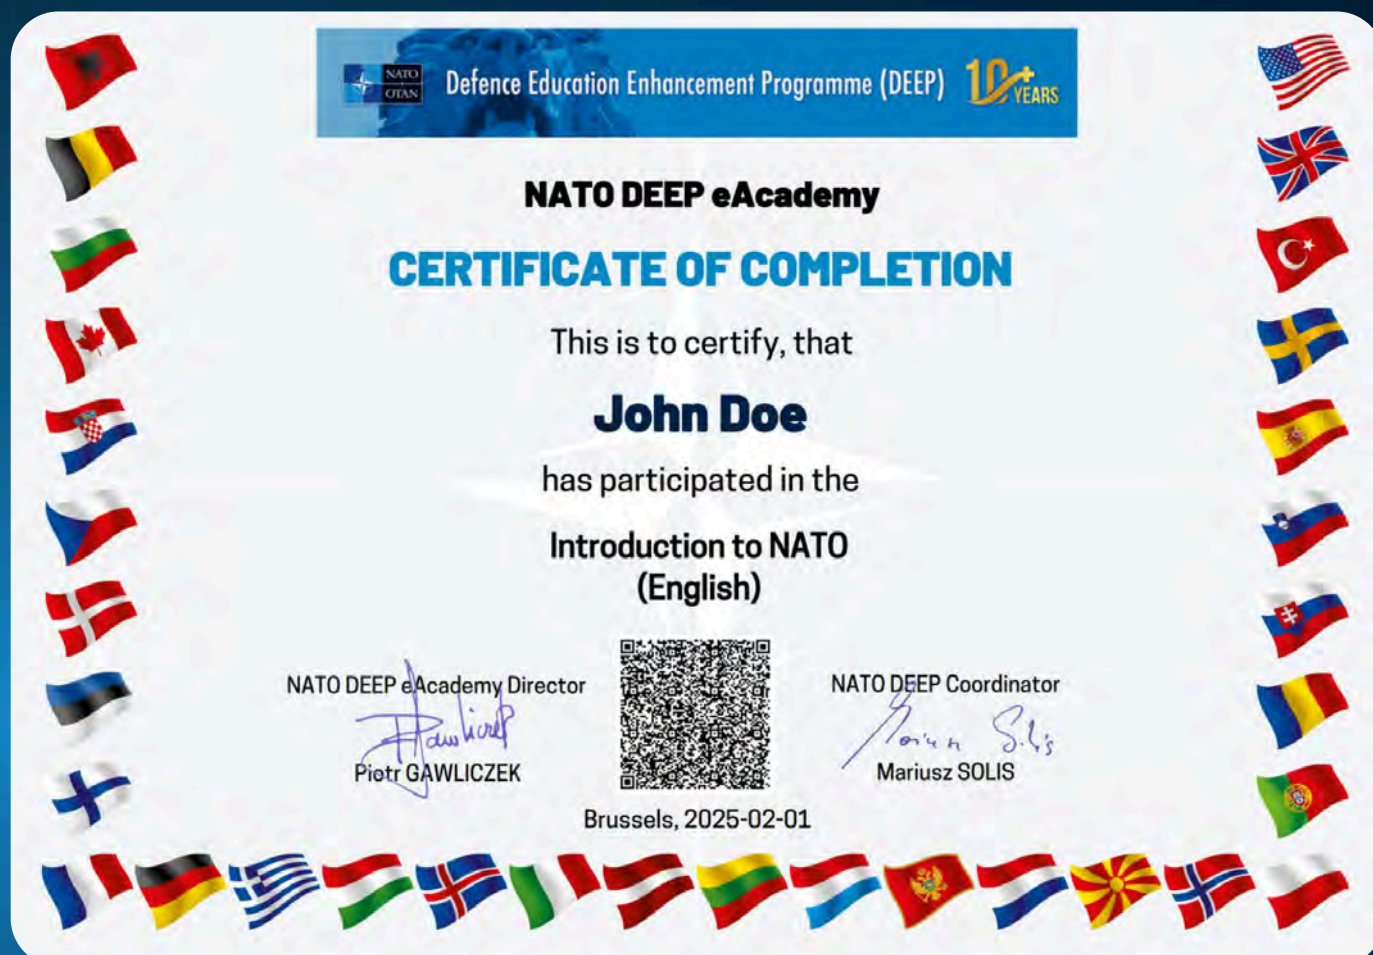 NATO
OTAN
Defence Education Enhancement Programme (DEEP)
10+ YEARS
NATO DEEP eAcademy
CERTIFICATE OF COMPLETION
This is to certify, that
John Doe
has participated in the
Introduction to NATO
(English)
NATO DEEP eAcademy Director
Piotr GAWLICZEK
NATO DEEP Coordinator
Mariusz SOLIS
Brussels, 2025-02-01